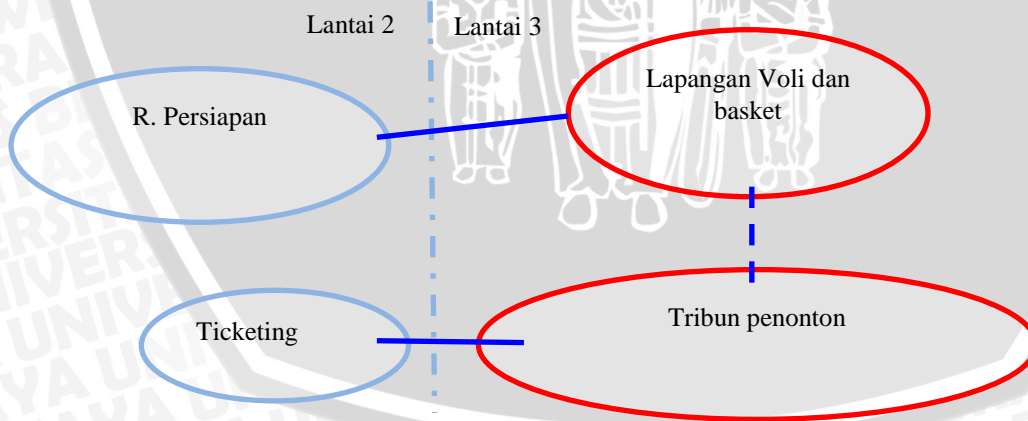 Lantai 2
Lantai 3
R. Persiapan
Lapangan Voli dan
basket
Ticketing
Tribun penonton